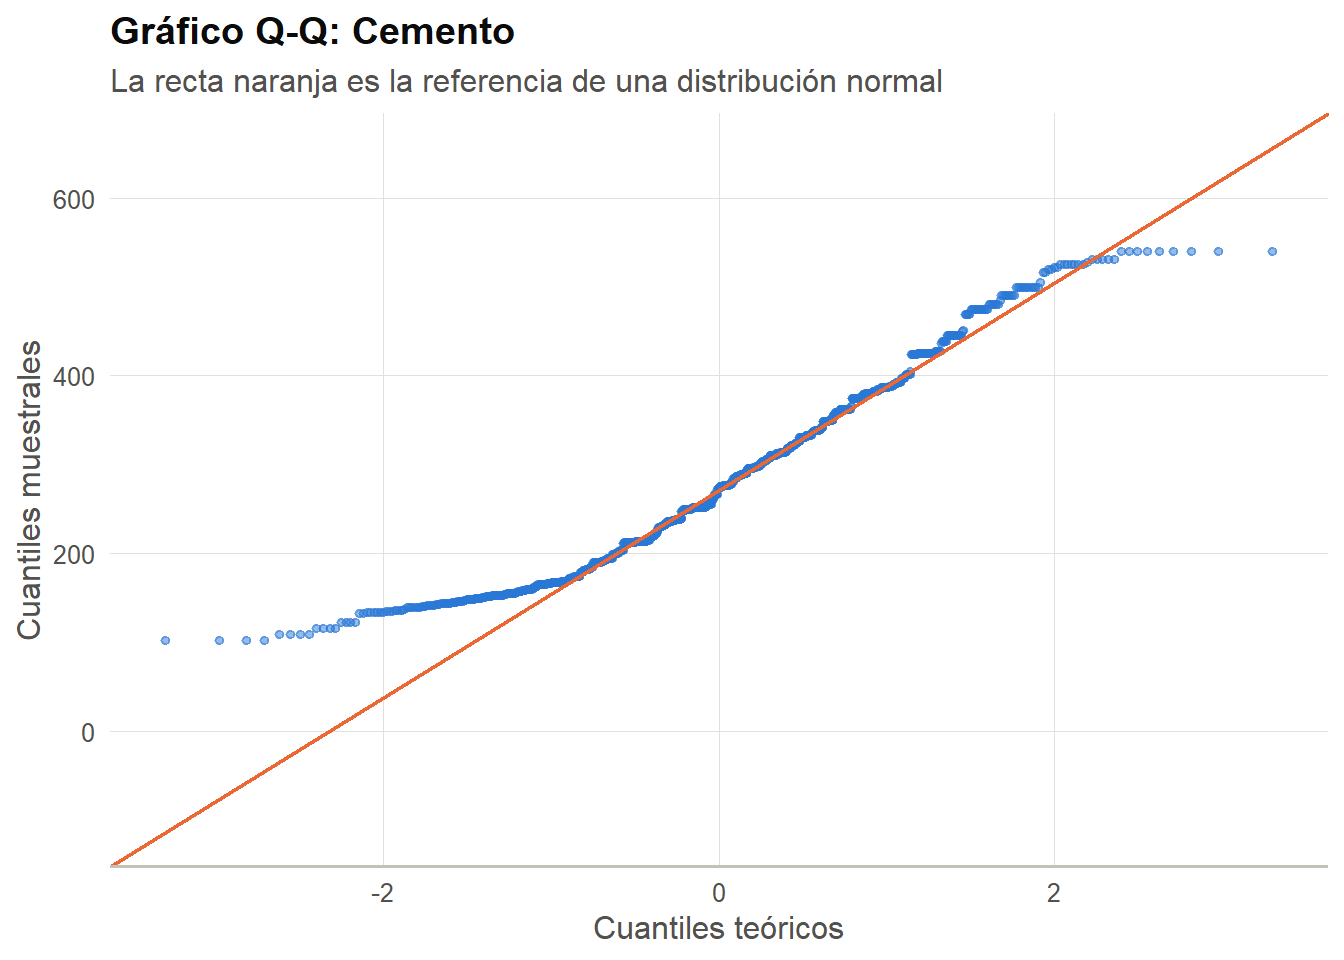 Gráfico Q-Q: Cemento
La recta naranja es la referencia de una distribución normal
Cuantiles muestrales
600
400
200
0
-2
0
2
Cuantiles teóricos